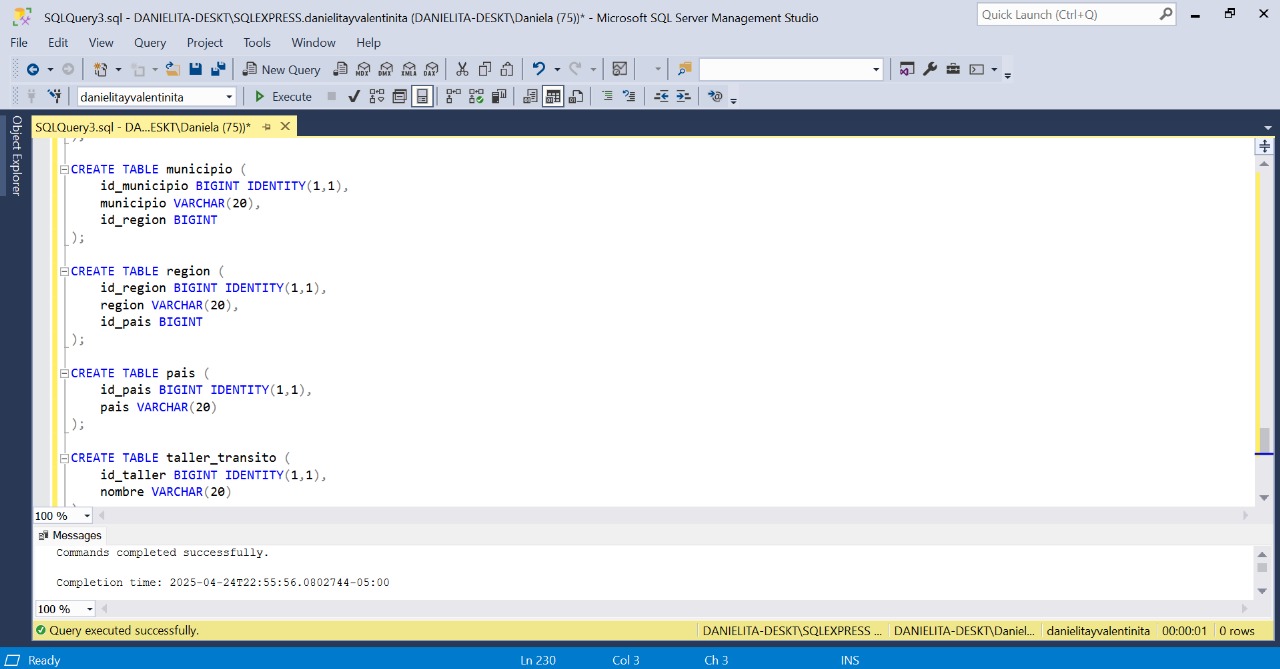 SQLQuery3.sql - DANIELITA-DESKT\SQLEXPRESS.danielitayvalentinita (DANIELITA-DESKT\Daniela (75))* - Microsoft SQL Server Management Studio
Quick Launch (Ctrl+Q)
File Edit View Query Project Tools Window Help
New Query MDX DMX XMLA DAX
danielitayvalentinita Execute
Object Explorer
SQLQuery3.sql - DA...ESKT\Daniela (75))*
);
CREATE TABLE municipio (
id_municipio BIGINT IDENTITY(1,1),
municipio VARCHAR(20),
id_region BIGINT
);
CREATE TABLE region (
id_region BIGINT IDENTITY(1,1),
region VARCHAR(20),
id_pais BIGINT
);
CREATE TABLE pais (
id_pais BIGINT IDENTITY(1,1),
pais VARCHAR(20)
);
CREATE TABLE taller_transito (
id_taller BIGINT IDENTITY(1,1),
nombre VARCHAR(20)
100 %
Messages
Commands completed successfully.
Completion time: 2025-04-24T22:55:56.0802744-05:00
100 %
Query executed successfully. DANIELITA-DESKT\SQLEXPRESS ... DANIELITA-DESKT\Daniel... danielitayvalentinita 00:00:01 0 rows
Ready Ln 230 Col 3 Ch 3 INS